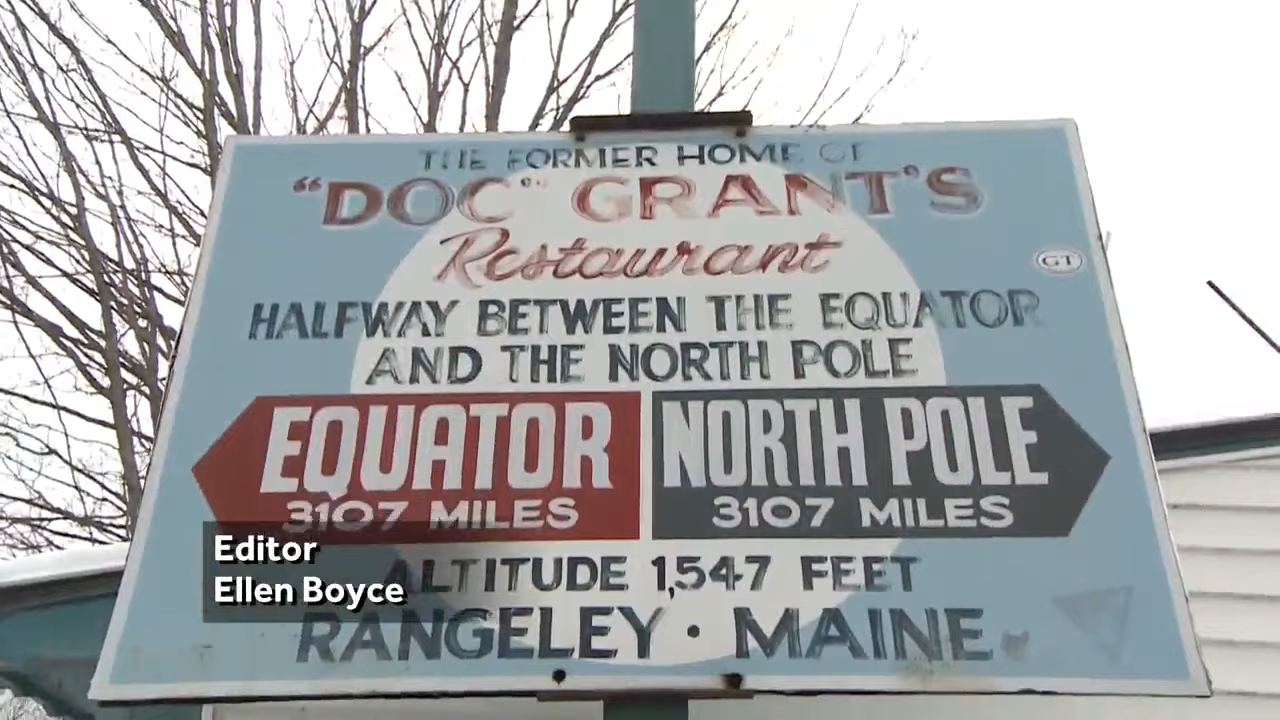 THE FORMER HOME OF
"DOC" GRANT'S
Restaurant
GT
HALFWAY BETWEEN THE EQUATOR
AND THE NORTH POLE
EQUATOR
3107 MILES
NORTH POLE
3107 MILES
ALTITUDE 1,547 FEET
RANGELEY · MAINE
Editor
Ellen Boyce